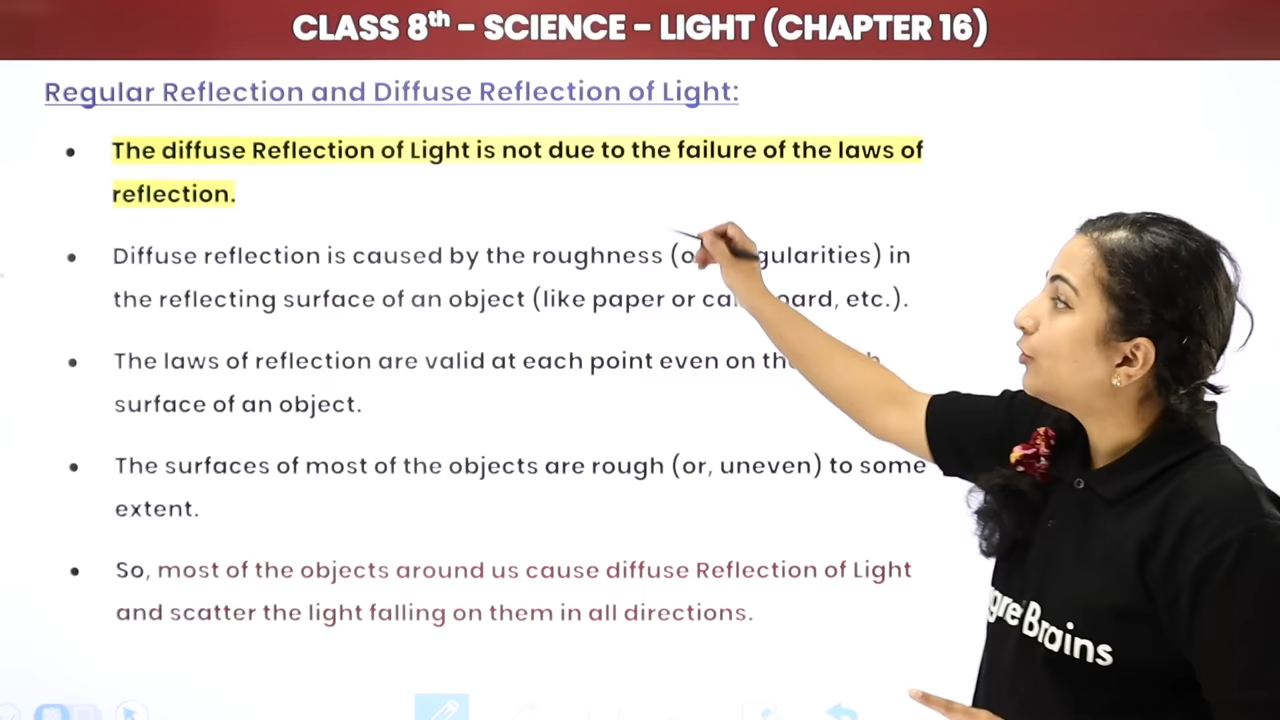 CLASS 8th - SCIENCE - LIGHT (CHAPTER 16)
Regular Reflection and Diffuse Reflection of Light:
• The diffuse Reflection of Light is not due to the failure of the laws of
reflection.
• Diffuse reflection is caused by the roughness (o gularities) in
the reflecting surface of an object (like paper or ca oard, etc.).
• The laws of reflection are valid at each point even on th
surface of an object.
• The surfaces of most of the objects are rough (or, uneven) to some
extent.
• So, most of the objects around us cause diffuse Reflection of Light
and scatter the light falling on them in all directions.
gre Brains